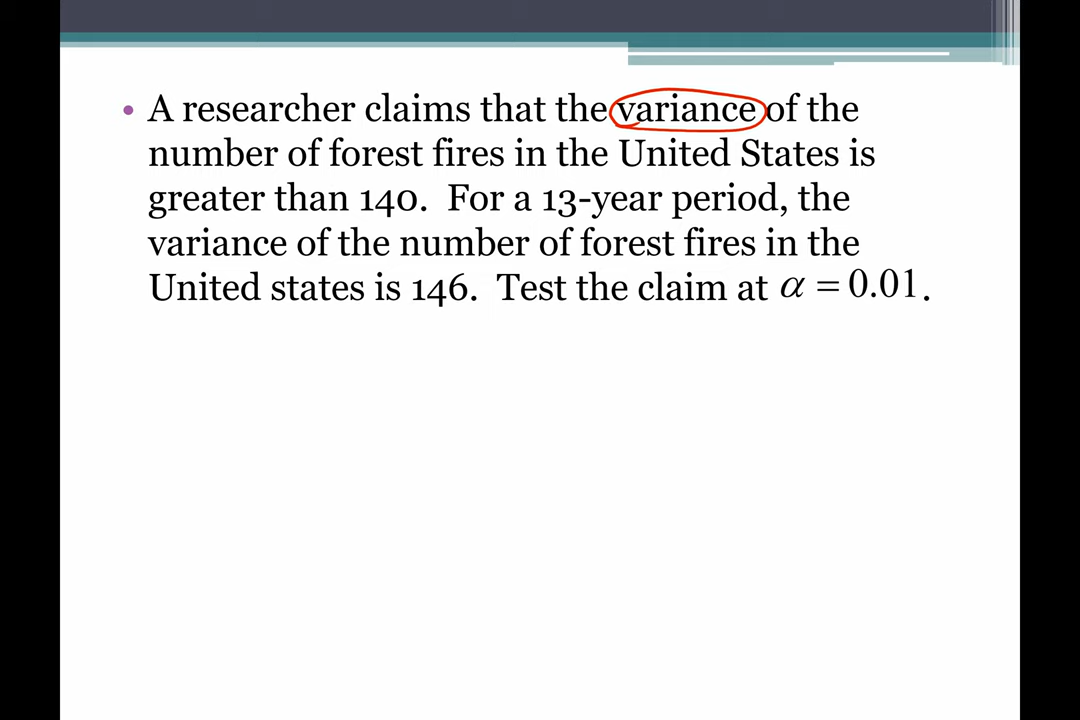 • A researcher claims that the variance of the
number of forest fires in the United States is
greater than 140. For a 13-year period, the
variance of the number of forest fires in the
United states is 146. Test the claim at α = 0.01.